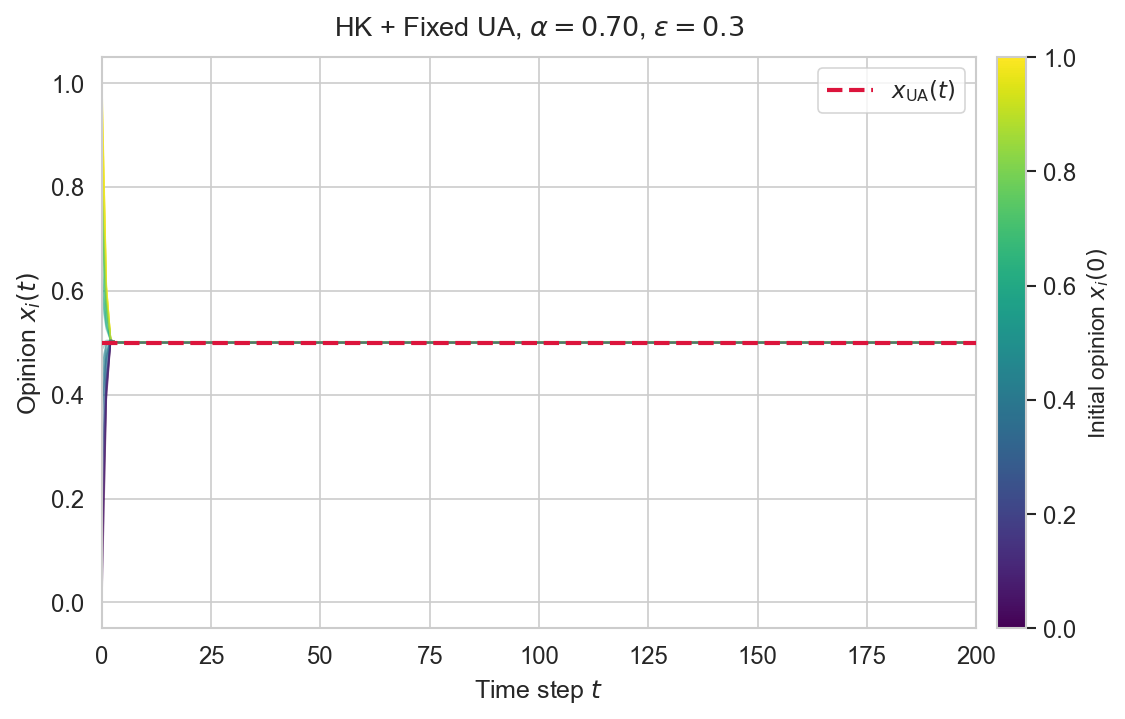 HK + Fixed UA, α = 0.70, ε = 0.3
x_UA(t)
Opinion x_i(t)
1.0
0.8
0.6
0.4
0.2
0.0
0 25 50 75 100 125 150 175 200
Time step t
1.0
0.8
0.6
0.4
0.2
0.0
Initial opinion x_i(0)